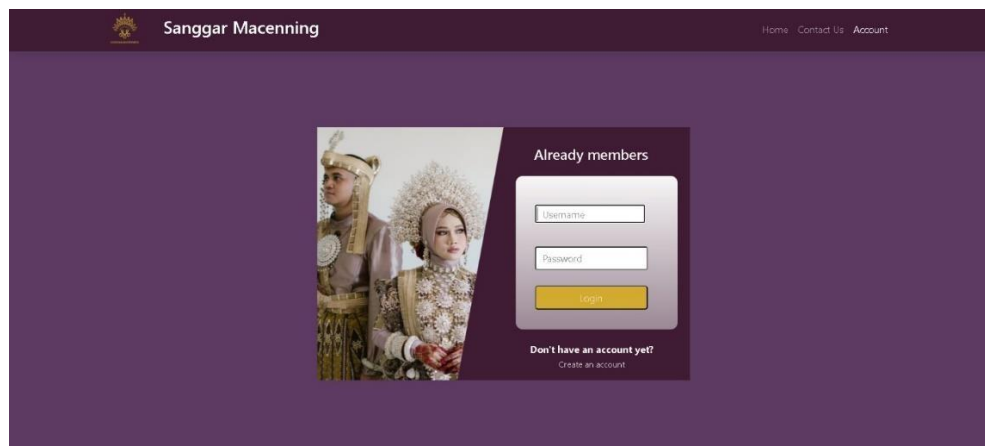 Sanggar Macenning
Home Contact Us Account
Already members
Username
Password
Login
Don't have an account yet?
Create an account